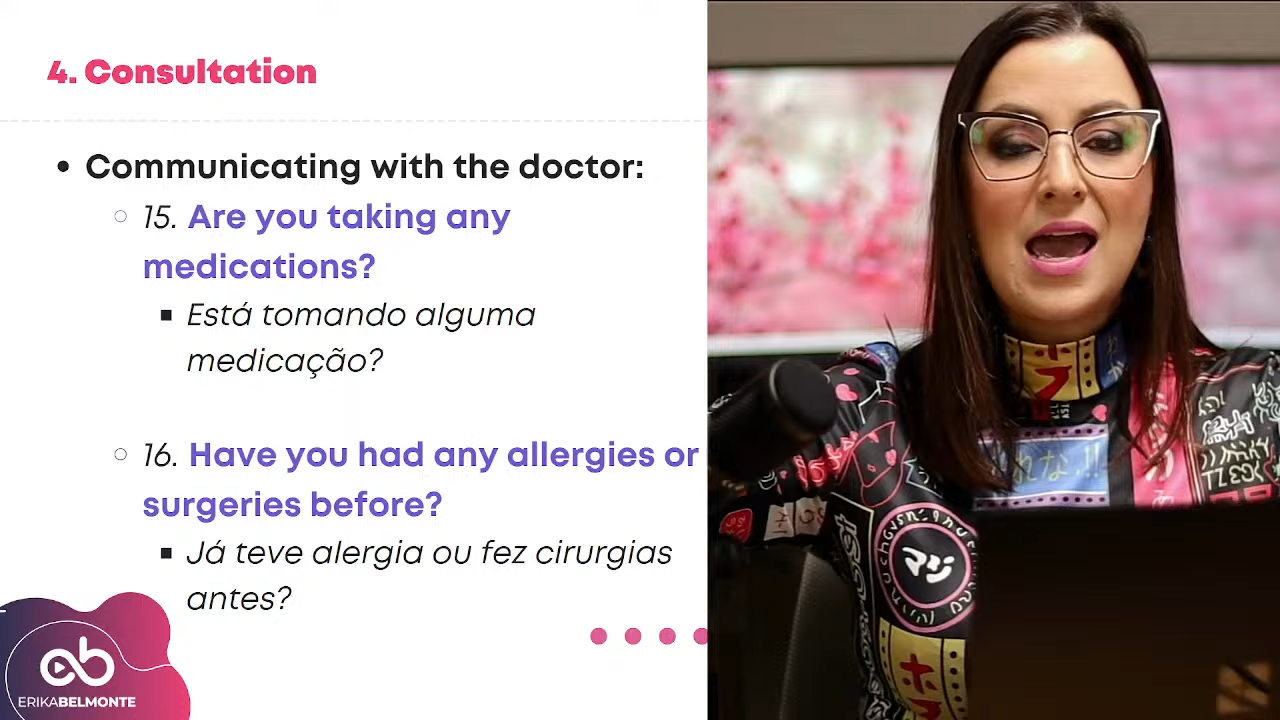 4. Consultation
• Communicating with the doctor:
15. Are you taking any
medications?
Está tomando alguma
medicação?
16. Have you had any allergies or
surgeries before?
Já teve alergia ou fez cirurgias
antes?
eb
ERIKABELMONTE